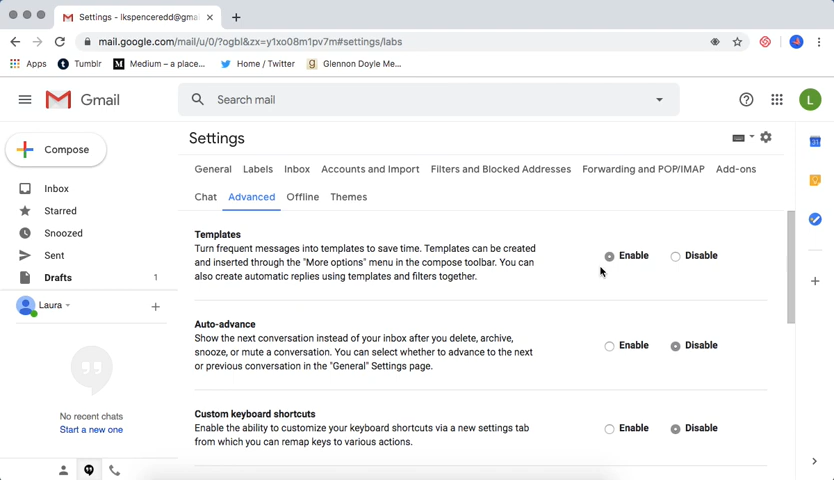 Settings - lkspenceredd@gmai
mail.google.com/mail/u/0/?ogbl&zx=y1xo08m1pv7m#settings/labs
Apps Tumblr Medium – a place... Home / Twitter Glennon Doyle Me...
Gmail
Search mail
L
Compose
Inbox
Starred
Snoozed
Sent
Drafts 1
Laura
No recent chats
Start a new one
Settings
General Labels Inbox Accounts and Import Filters and Blocked Addresses Forwarding and POP/IMAP Add-ons
Chat Advanced Offline Themes
Templates
Turn frequent messages into templates to save time. Templates can be created
and inserted through the "More options" menu in the compose toolbar. You can
also create automatic replies using templates and filters together.
Enable Disable
Auto-advance
Show the next conversation instead of your inbox after you delete, archive,
snooze, or mute a conversation. You can select whether to advance to the next
or previous conversation in the "General" Settings page.
Enable Disable
Custom keyboard shortcuts
Enable the ability to customize your keyboard shortcuts via a new settings tab
from which you can remap keys to various actions.
Enable Disable
31